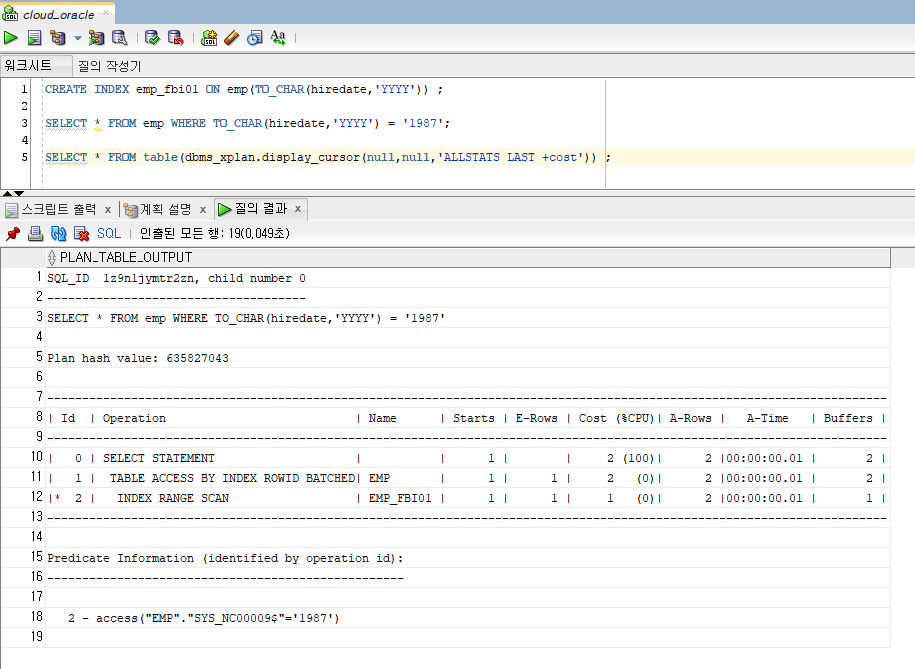 cloud_oracle
워크시트 질의 작성기
1 CREATE INDEX emp_fbi01 ON emp(TO_CHAR(hiredate,'YYYY')) ;
2
3 SELECT * FROM emp WHERE TO_CHAR(hiredate,'YYYY') = '1987';
4
5 SELECT * FROM table(dbms_xplan.display_cursor(null,null,'ALLSTATS LAST +cost')) ;
스크립트 출력 x 계획 설명 x 질의 결과 x
SQL | 인출된 모든 행: 19(0,049초)
PLAN_TABLE_OUTPUT
1 SQL_ID  1z9n1jymtr2zn, child number 0
2 -------------------------------------
3 SELECT * FROM emp WHERE TO_CHAR(hiredate,'YYYY') = '1987'
4
5 Plan hash value: 635827043
6
7 ------------------------------------------------------------------------------------------------------------------------
8 | Id  | Operation                           | Name      | Starts | E-Rows | Cost (%CPU)| A-Rows |   A-Time   | Buffers |
9 ------------------------------------------------------------------------------------------------------------------------
10 |   0 | SELECT STATEMENT                    |           |      1 |        |     2 (100)|      2 |00:00:00.01 |       2 |
11 |   1 |  TABLE ACCESS BY INDEX ROWID BATCHED| EMP       |      1 |      1 |     2   (0)|      2 |00:00:00.01 |       2 |
12 |*  2 |   INDEX RANGE SCAN                  | EMP_FBI01 |      1 |      1 |     1   (0)|      2 |00:00:00.01 |       1 |
13 ------------------------------------------------------------------------------------------------------------------------
14
15 Predicate Information (identified by operation id):
16 ---------------------------------------------------
17
18    2 - access("EMP"."SYS_NC00009$"='1987')
19